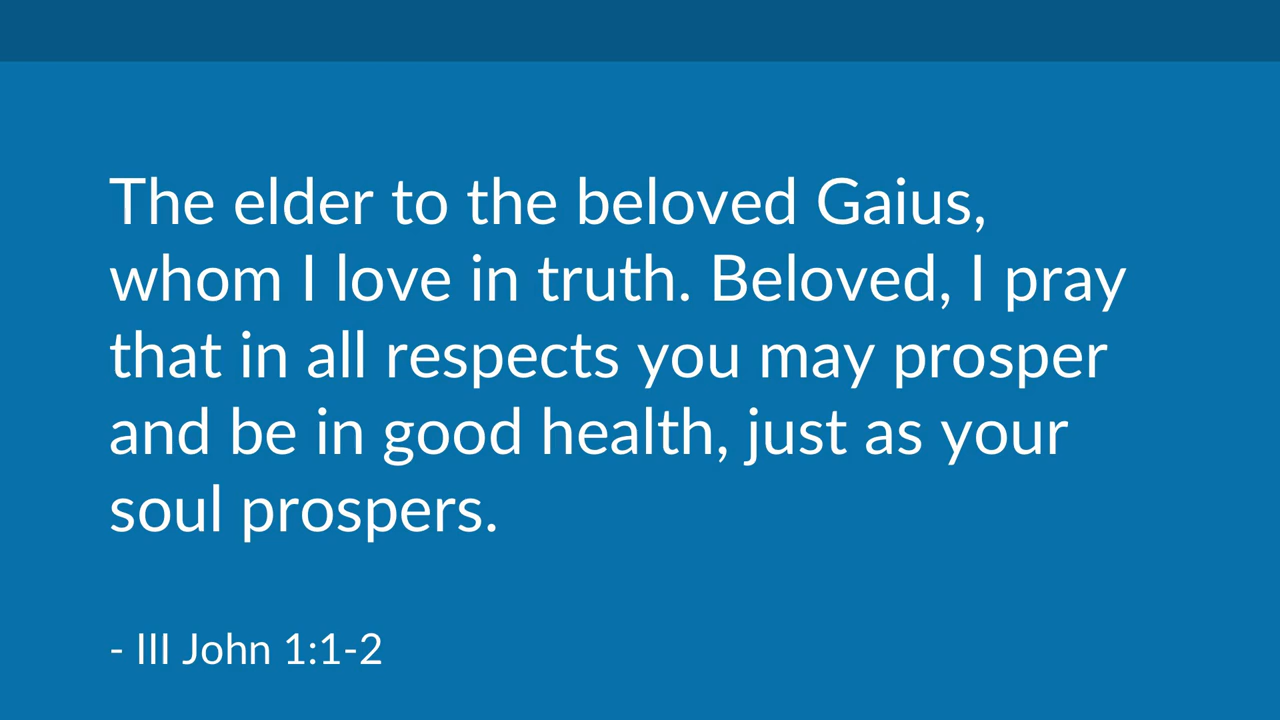 The elder to the beloved Gaius,
whom I love in truth. Beloved, I pray
that in all respects you may prosper
and be in good health, just as your
soul prospers.
- III John 1:1-2